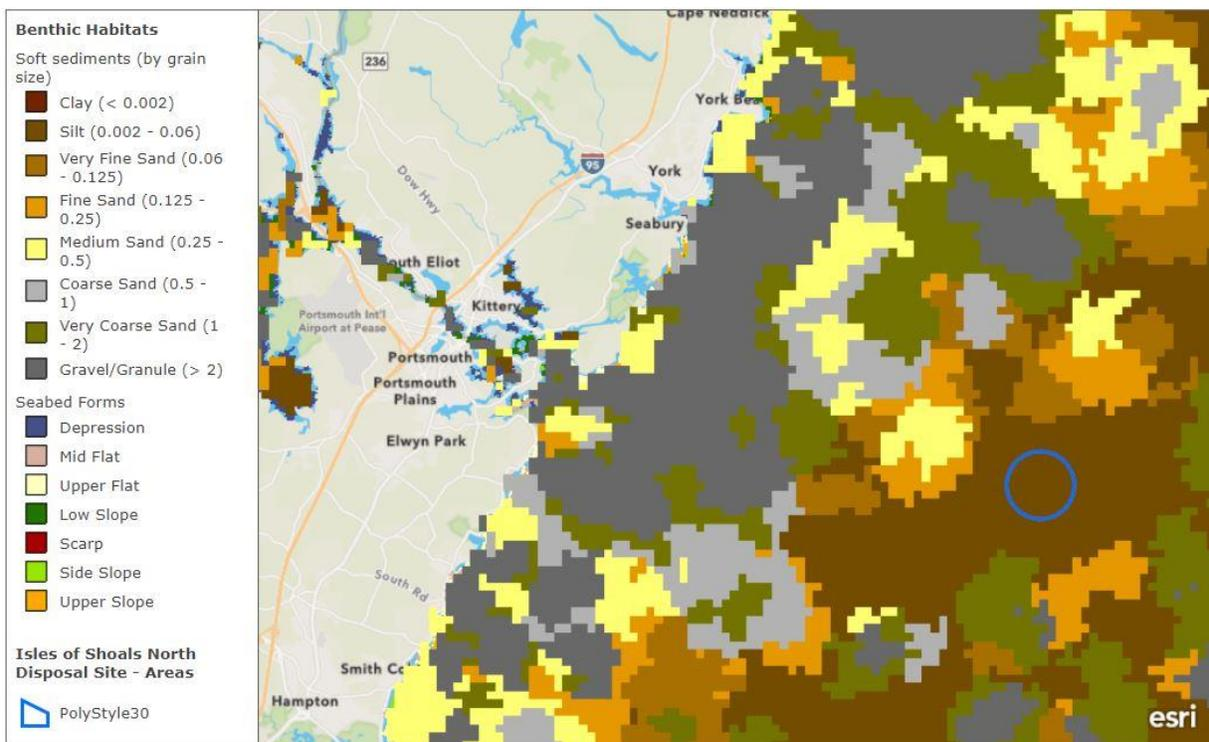 Benthic Habitats
Soft sediments (by grain
size)
Clay (< 0.002)
Silt (0.002 - 0.06)
Very Fine Sand (0.06
- 0.125)
Fine Sand (0.125 -
0.25)
Medium Sand (0.25 -
0.5)
Coarse Sand (0.5 -
1)
Very Coarse Sand (1
- 2)
Gravel/Granule (> 2)
Seabed Forms
Depression
Mid Flat
Upper Flat
Low Slope
Scarp
Side Slope
Upper Slope
Isles of Shoals North
Disposal Site - Areas
PolyStyle30
Cape Neddick
236
York Bea
95
York
Dow Hwy
Seabury
outh Eliot
Portsmouth Int'l
Airport at Pease
Kittery
Portsmouth
Portsmouth
Plains
Elwyn Park
South Rd
Smith Co
Hampton
esri